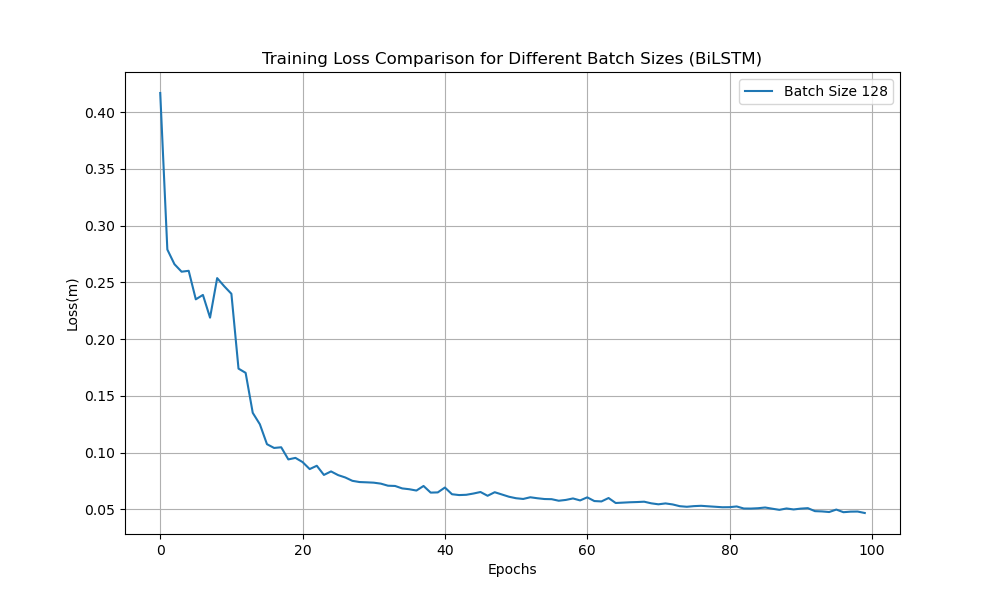 Training Loss Comparison for Different Batch Sizes (BiLSTM)
Batch Size 128
0.40
0.35
0.30
0.25
0.20
0.15
0.10
0.05
Loss(m)
0 20 40 60 80 100
Epochs